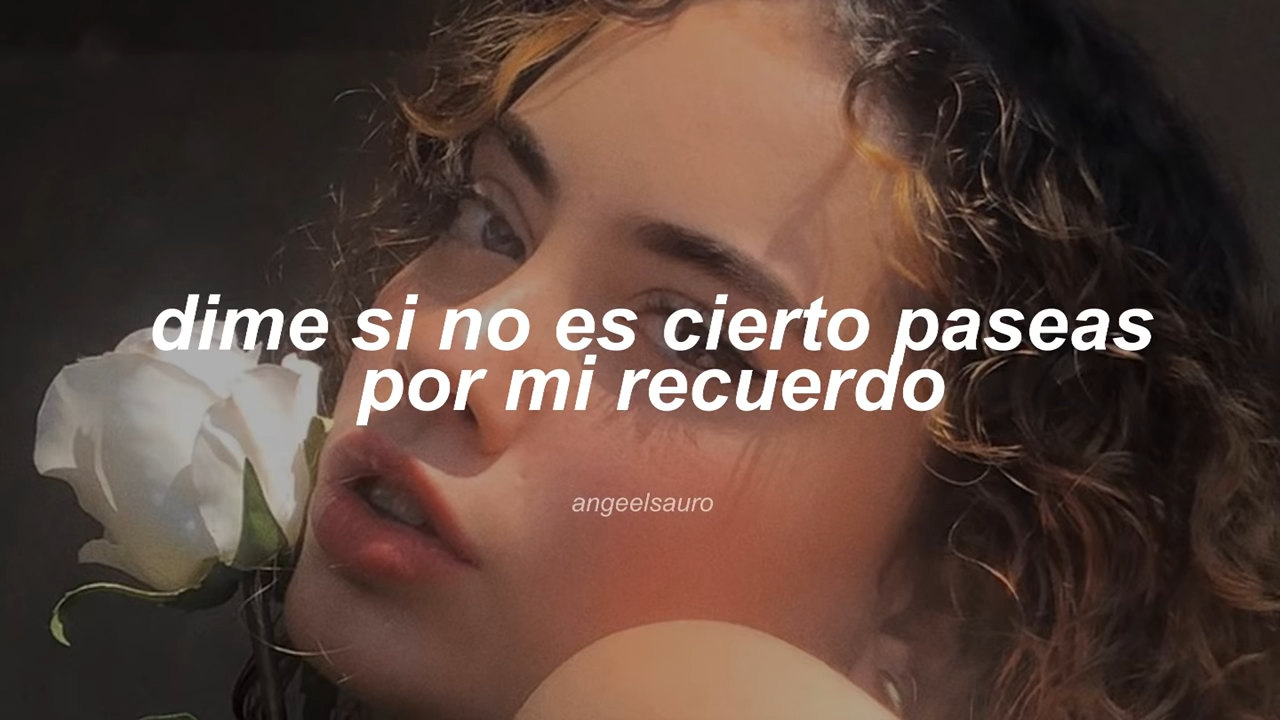 dime si no es cierto paseas
por mi recuerdo
angeelsauro